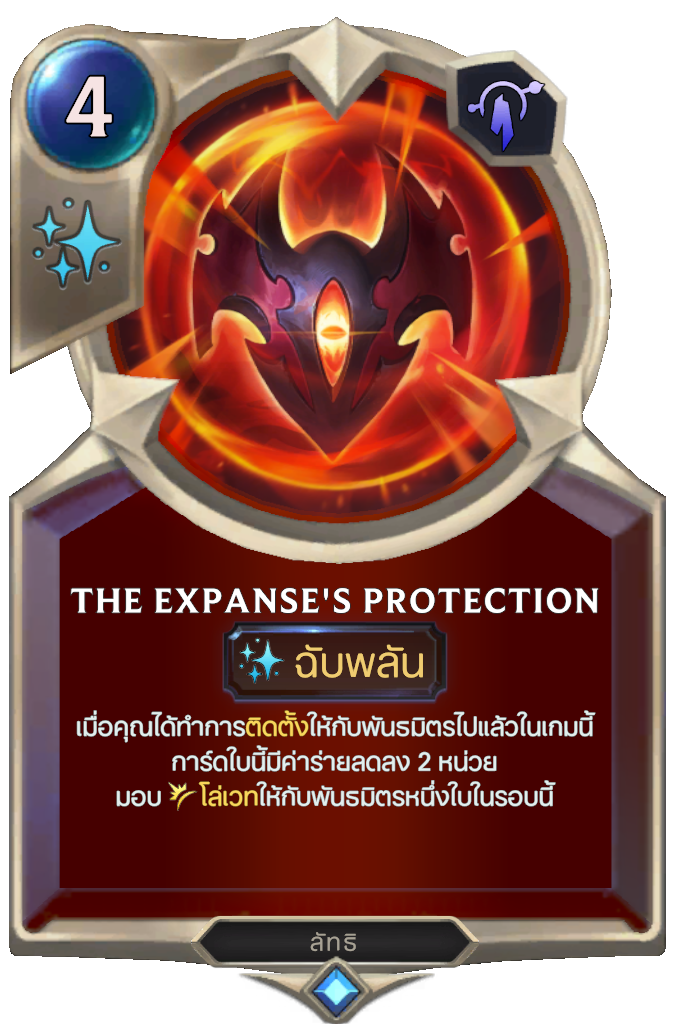 4
THE EXPANSE'S PROTECTION
ฉับพลัน
เมื่อคุณได้ทำการติดตั้งให้กับพันธมิตรไปแล้วในเกมนี้
การ์ดใบนี้มีค่าร่ายลดลง 2 หน่วย
มอบ โล่เวทให้กับพันธมิตรหนึ่งใบในรอบนี้
ลัทธิ